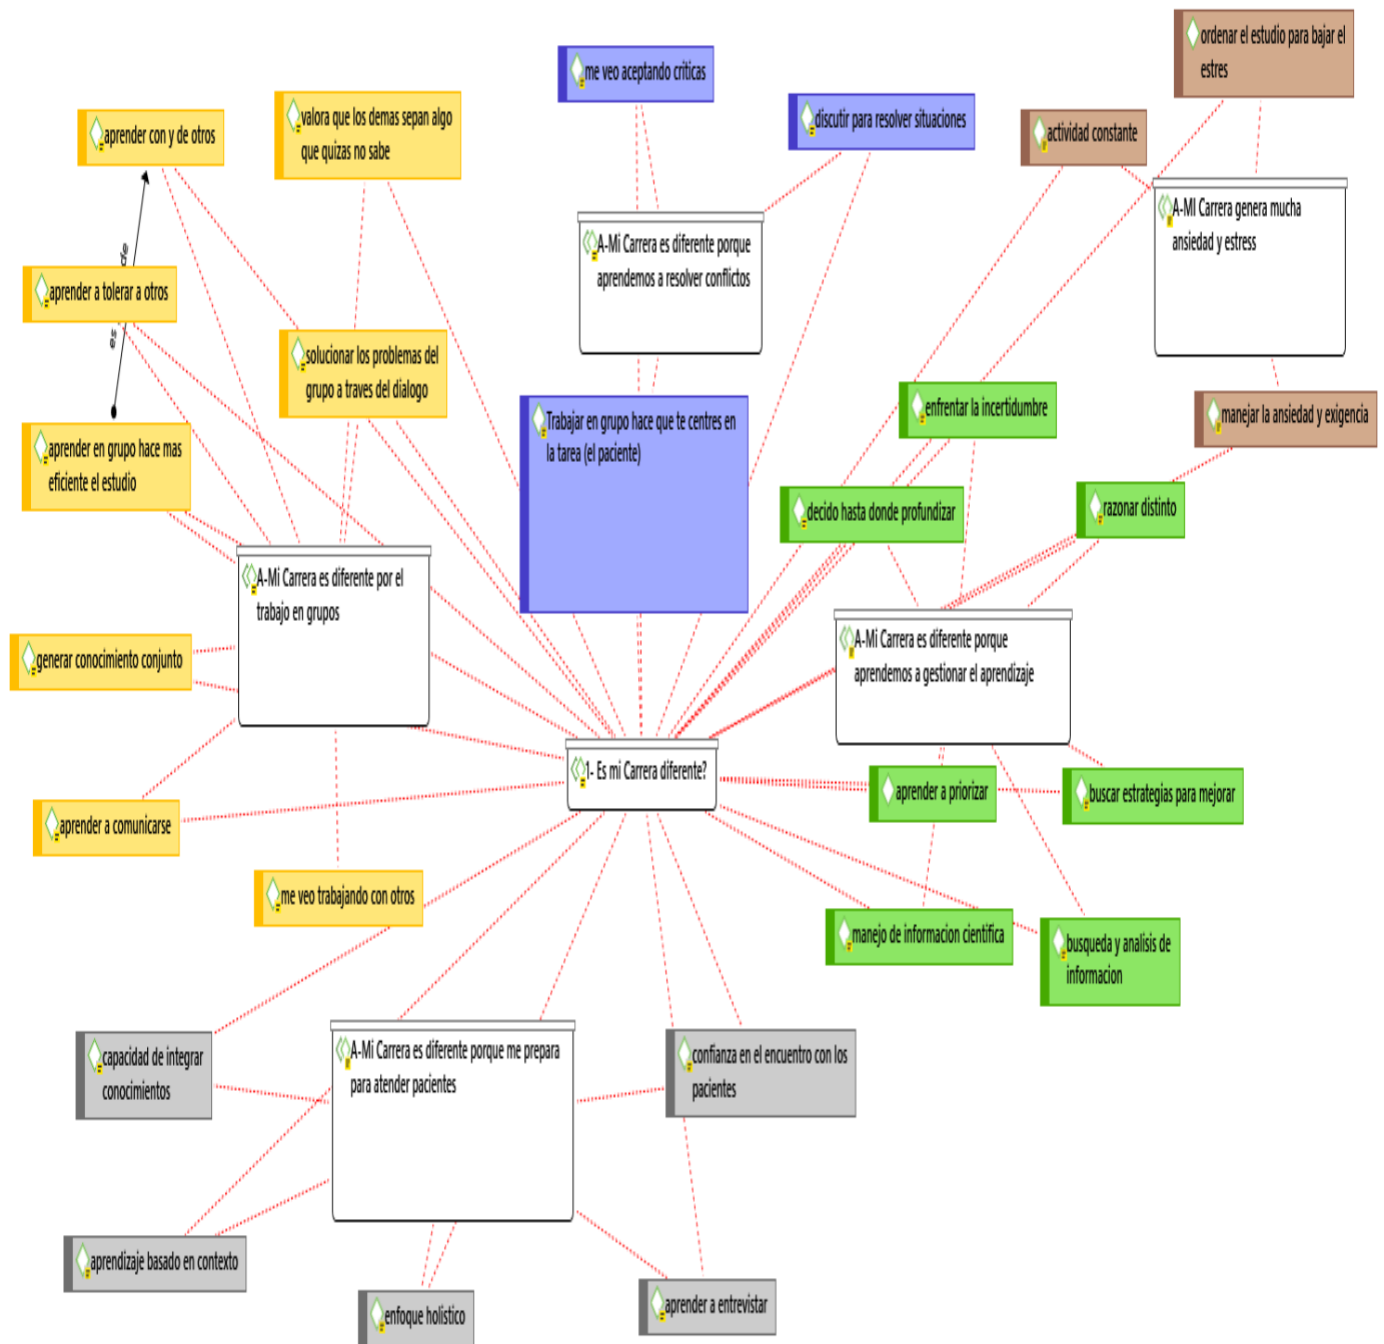 ordenar el estudio para bajar el
estres
me veo aceptando criticas
valora que los demas sepan algo
que quizas no sabe
discutir para resolver situaciones
aprender con y de otros
actividad constante
A-MI Carrera genera mucha
ansiedad y estress
A-Mi Carrera es diferente porque
aprendemos a resolver conflictos
es
de
aprender a tolerar a otros
solucionar los problemas del
grupo a traves del dialogo
enfrentar la incertidumbre
manejar la ansiedad y exigencia
Trabajar en grupo hace que te centres en
la tarea (el paciente)
aprender en grupo hace mas
eficiente el estudio
decido hasta donde profundizar
razonar distinto
A-Mi Carrera es diferente por el
trabajo en grupos
A-Mi Carrera es diferente porque
aprendemos a gestionar el aprendizaje
generar conocimiento conjunto
1- Es mi Carrera diferente?
aprender a priorizar
buscar estrategias para mejorar
aprender a comunicarse
me veo trabajando con otros
manejo de informacion cientifica
busqueda y analisis de
informacion
capacidad de integrar
conocimientos
A-Mi Carrera es diferente porque me prepara
para atender pacientes
confianza en el encuentro con los
pacientes
aprendizaje basado en contexto
enfoque holistico
aprender a entrevistar